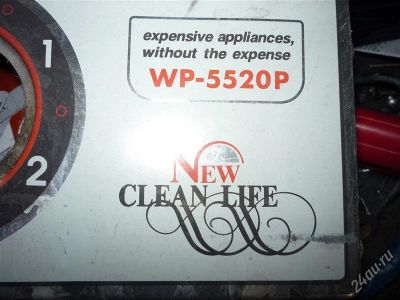 expensive appliances,
without the expense
WP-5520P
1
2
NEW
CLEAN LIFE
24au.ru